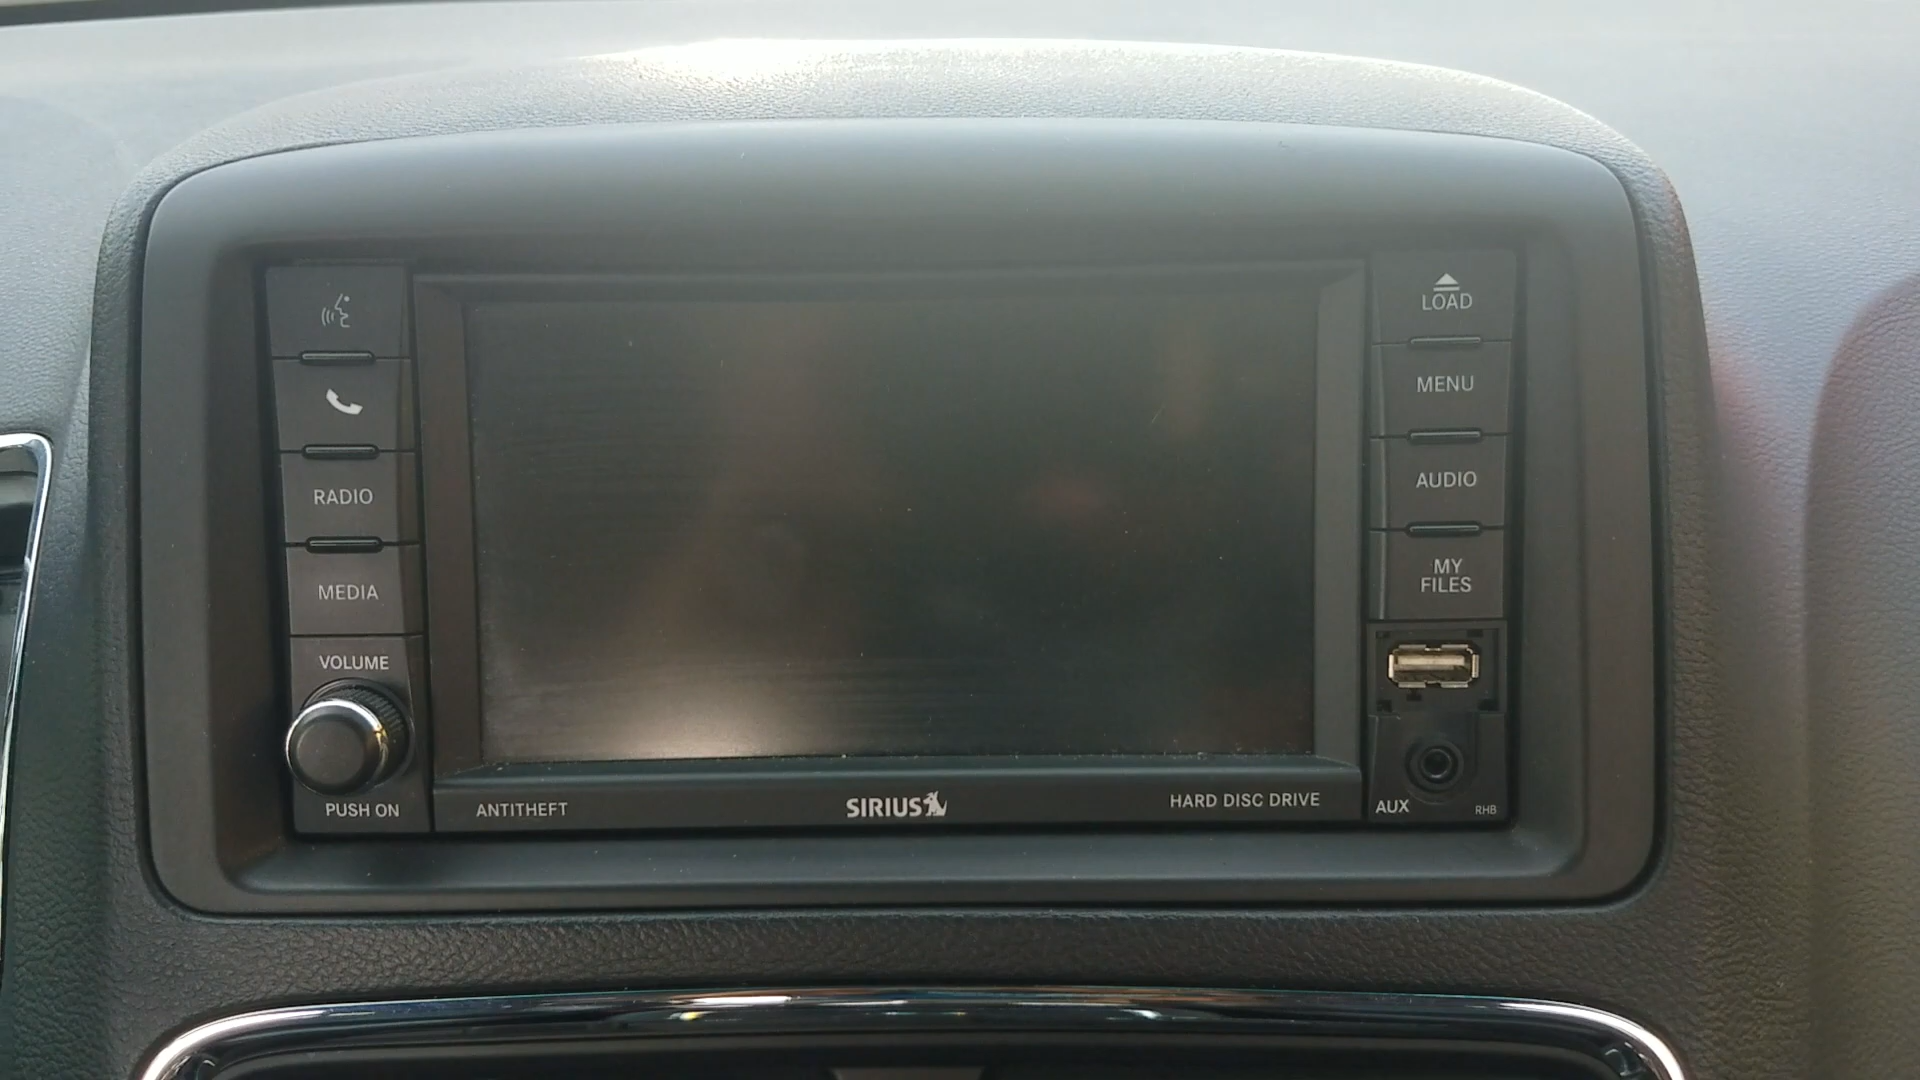 LOAD
MENU
AUDIO
RADIO
MY
FILES
MEDIA
VOLUME
PUSH ON
ANTITHEFT
SIRIUS
HARD DISC DRIVE
AUX
RHB